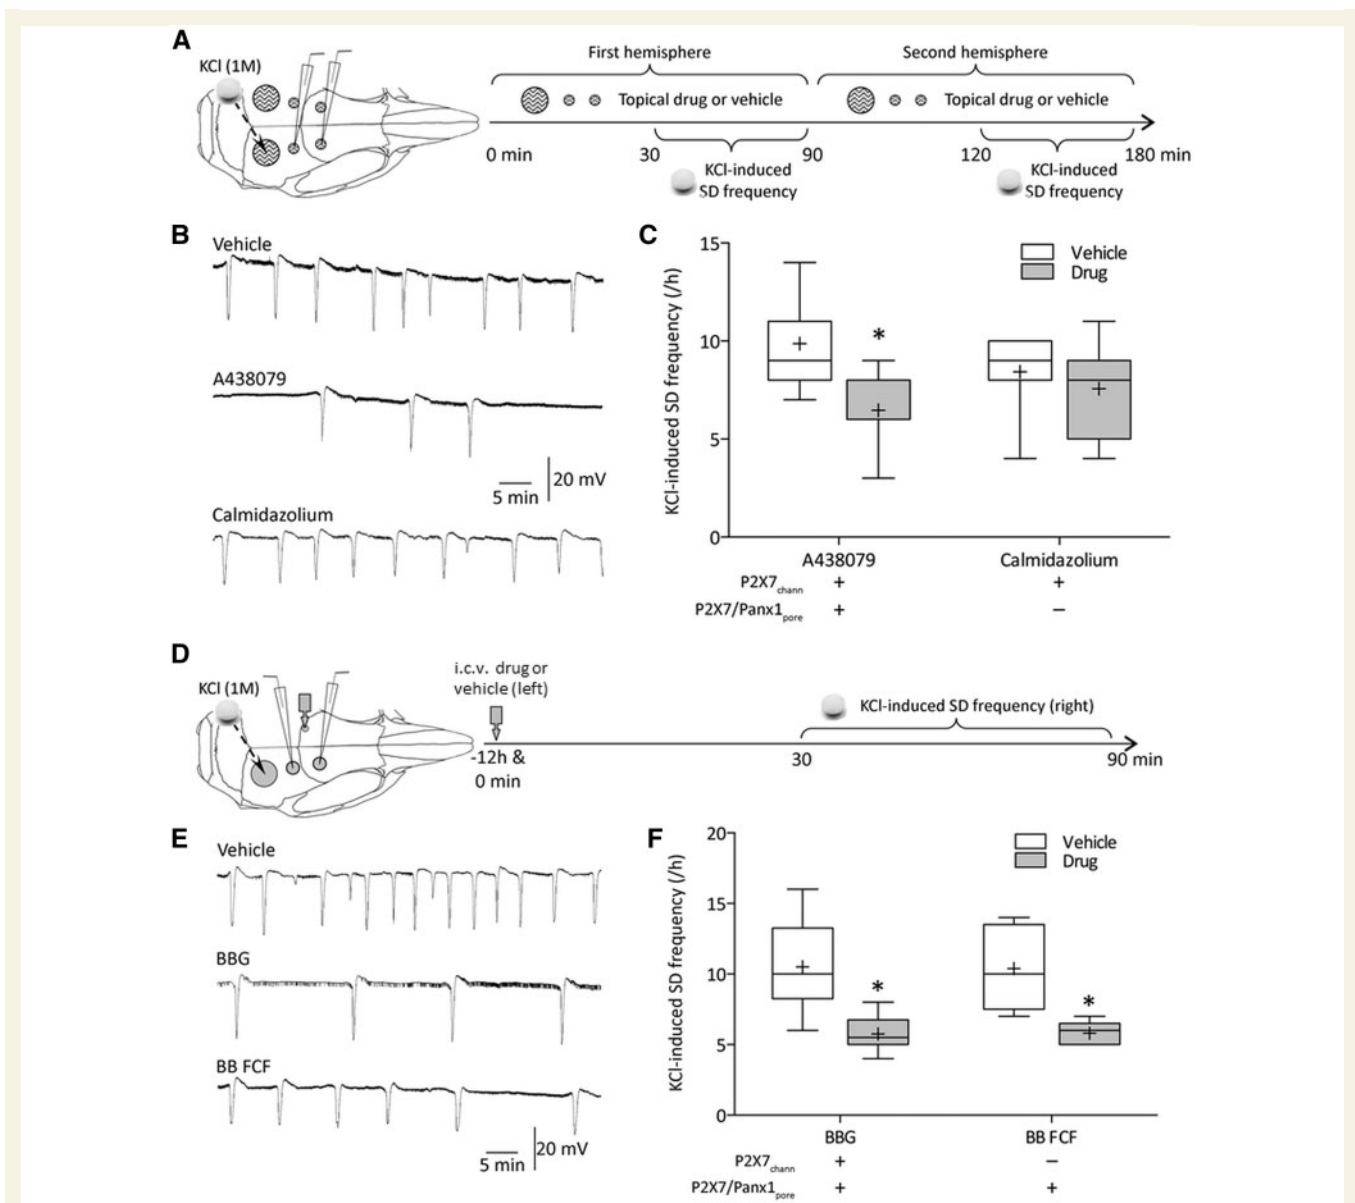 A
KCl (1M)
First hemisphere
Second hemisphere
Topical drug or vehicle
Topical drug or vehicle
0 min
30
90
120
180 min
KCl-induced
SD frequency
KCl-induced
SD frequency
B
Vehicle
A438079
20 mV
5 min
Calmidazolium
C
KCl-induced SD frequency (/h)
15
10
5
0
Vehicle
Drug
*
A438079
Calmidazolium
P2X7chann + +
P2X7/Panx1pore + −
D
KCl (1M)
i.c.v. drug or
vehicle (left)
-12h &
0 min
KCl-induced SD frequency (right)
30
90 min
E
Vehicle
BBG
BB FCF
20 mV
5 min
F
KCl-induced SD frequency (/h)
20
15
10
5
0
Vehicle
Drug
*
*
BBG
BB FCF
P2X7chann + −
P2X7/Panx1pore + +